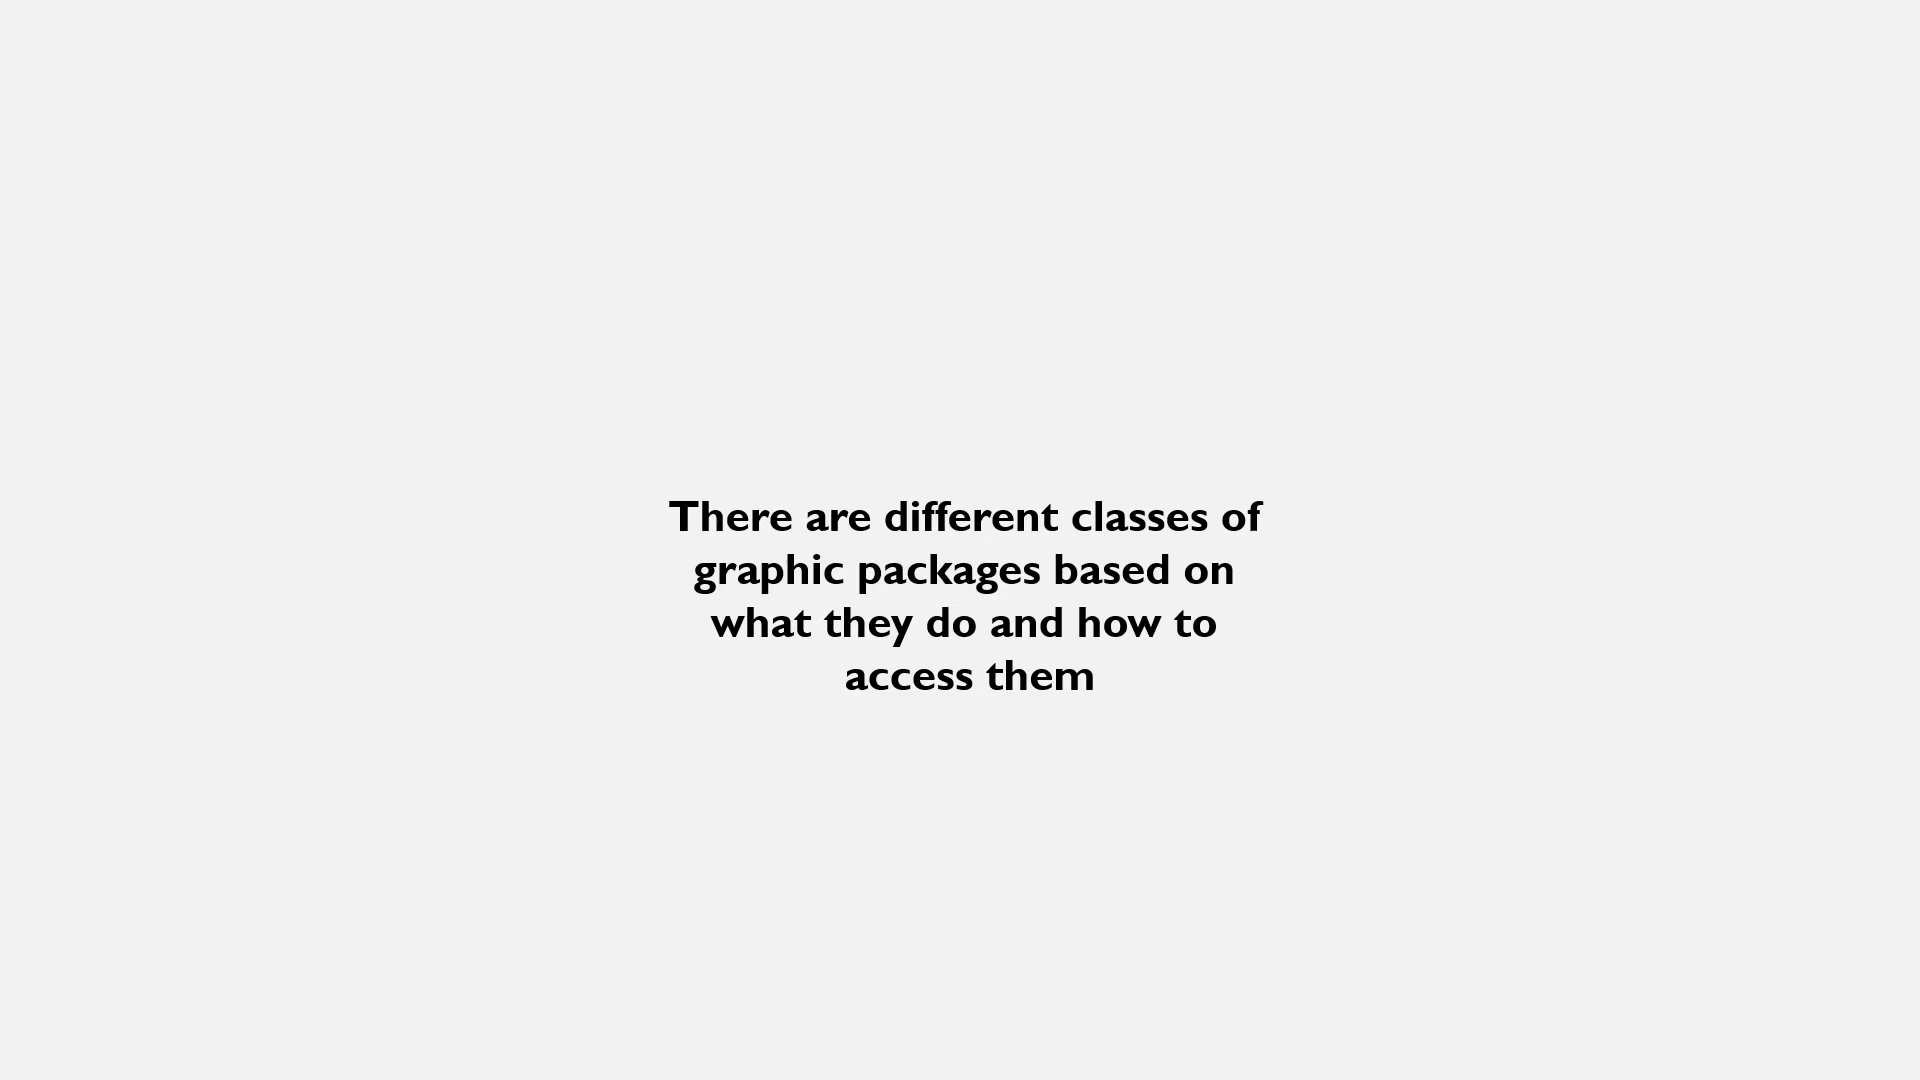 There are different classes of
graphic packages based on
what they do and how to
access them